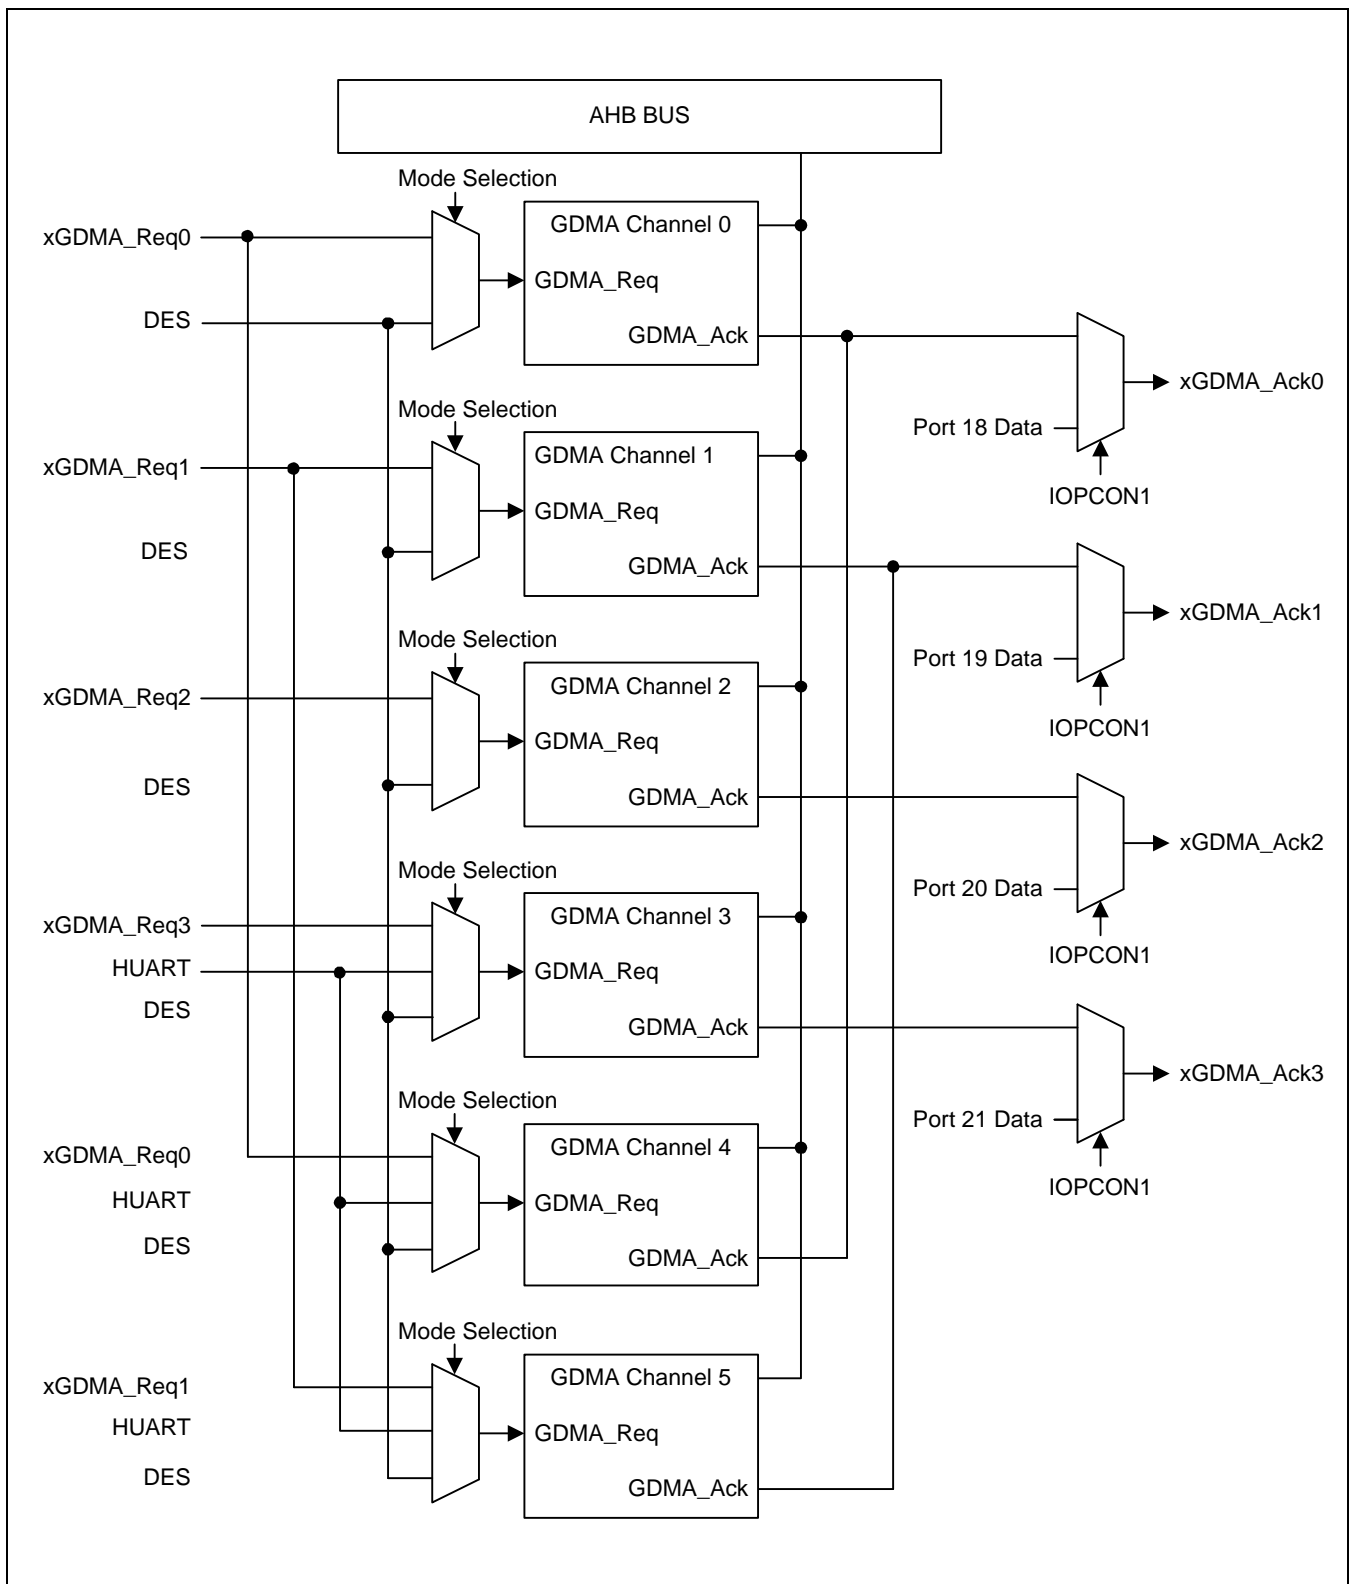 AHB BUS
Mode Selection
xGDMA_Req0
GDMA Channel 0
GDMA_Req
DES
GDMA_Ack
xGDMA_Ack0
Port 18 Data
IOPCON1
Mode Selection
xGDMA_Req1
GDMA Channel 1
GDMA_Req
DES
GDMA_Ack
xGDMA_Ack1
Port 19 Data
IOPCON1
Mode Selection
xGDMA_Req2
GDMA Channel 2
GDMA_Req
DES
GDMA_Ack
xGDMA_Ack2
Port 20 Data
IOPCON1
Mode Selection
xGDMA_Req3
GDMA Channel 3
HUART
GDMA_Req
DES
GDMA_Ack
xGDMA_Ack3
Port 21 Data
IOPCON1
Mode Selection
xGDMA_Req0
GDMA Channel 4
HUART
GDMA_Req
DES
GDMA_Ack
Mode Selection
xGDMA_Req1
GDMA Channel 5
HUART
GDMA_Req
DES
GDMA_Ack